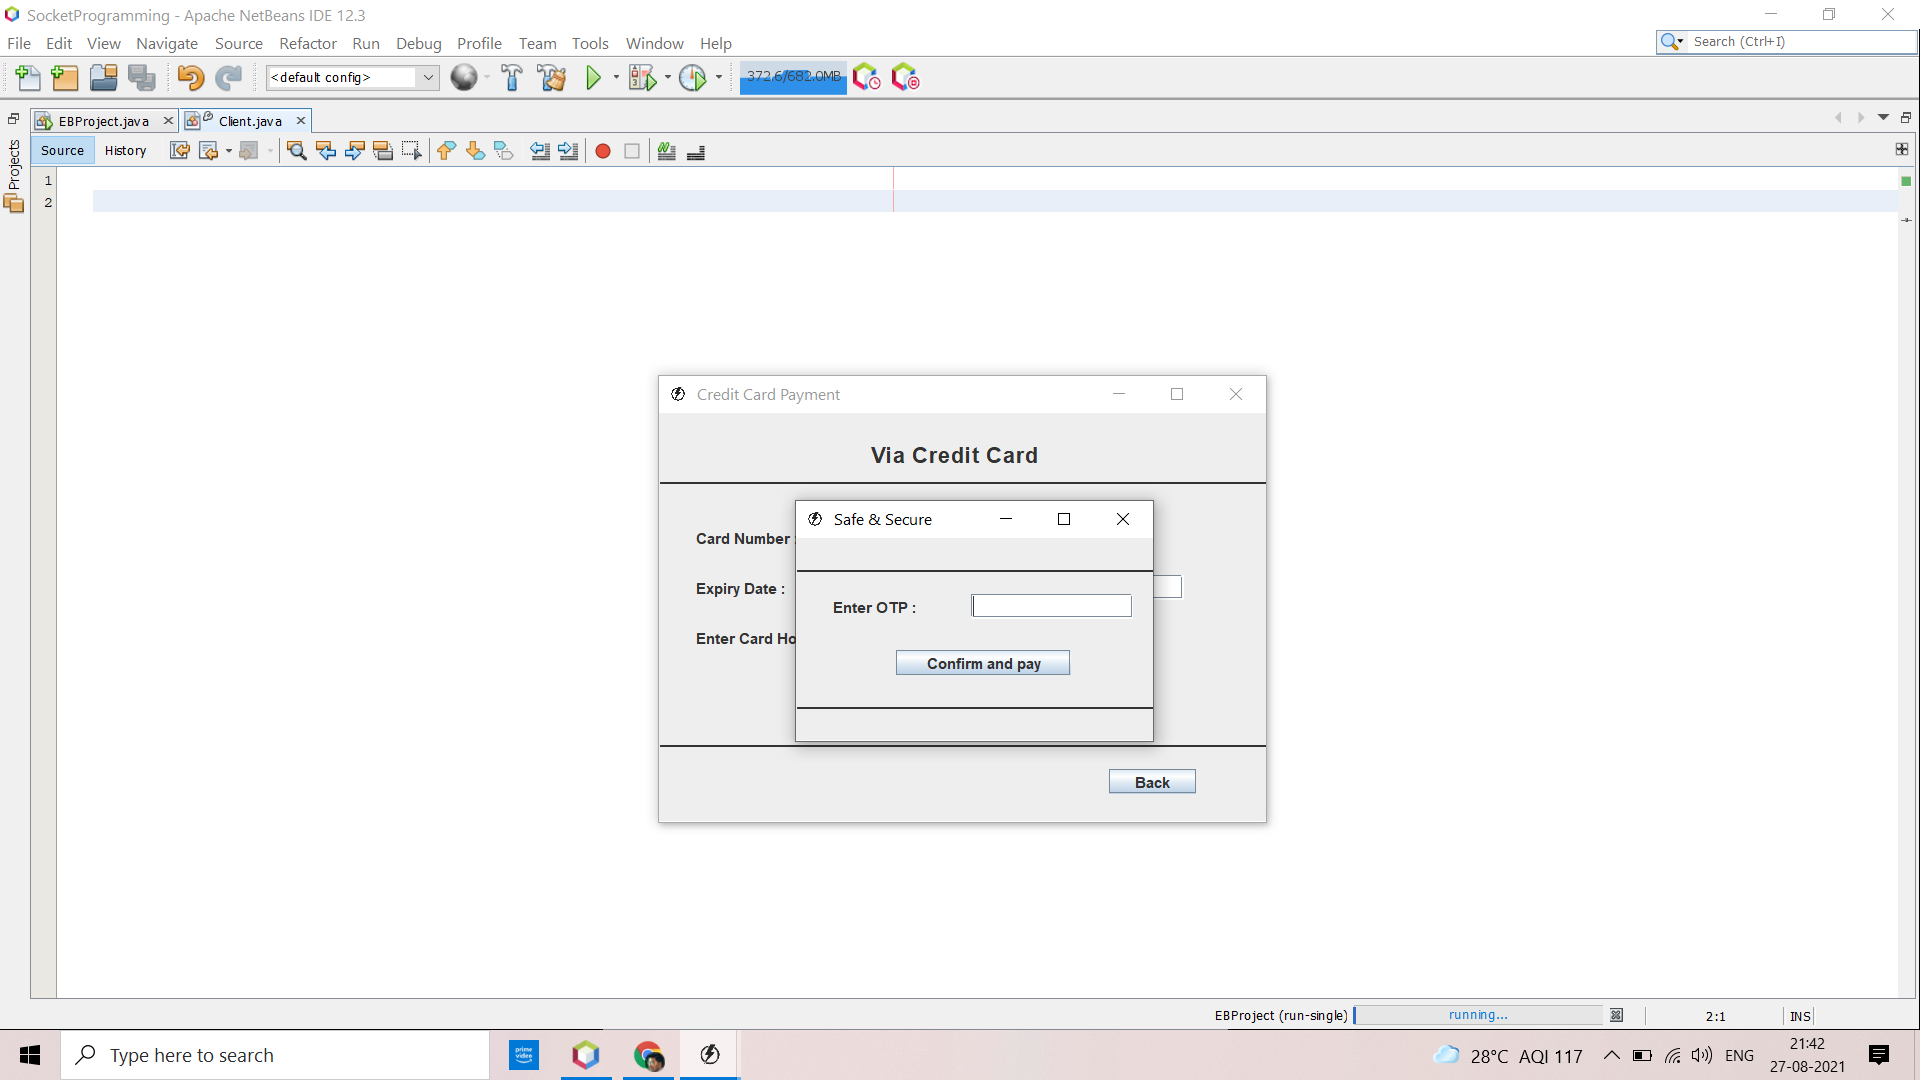 SocketProgramming - Apache NetBeans IDE 12.3
File Edit View Navigate Source Refactor Run Debug Profile Team Tools Window Help
Search (Ctrl+I)
<default config>
372.6/682.0MB
EBProject.java
Client.java
Source History
Projects
1
2
Credit Card Payment
Via Credit Card
Card Number :
Expiry Date :
Enter Card Ho
Safe & Secure
Enter OTP :
Confirm and pay
Back
EBProject (run-single)
running...
2:1
INS
Type here to search
prime video
28°C AQI 117
ENG
21:42
27-08-2021